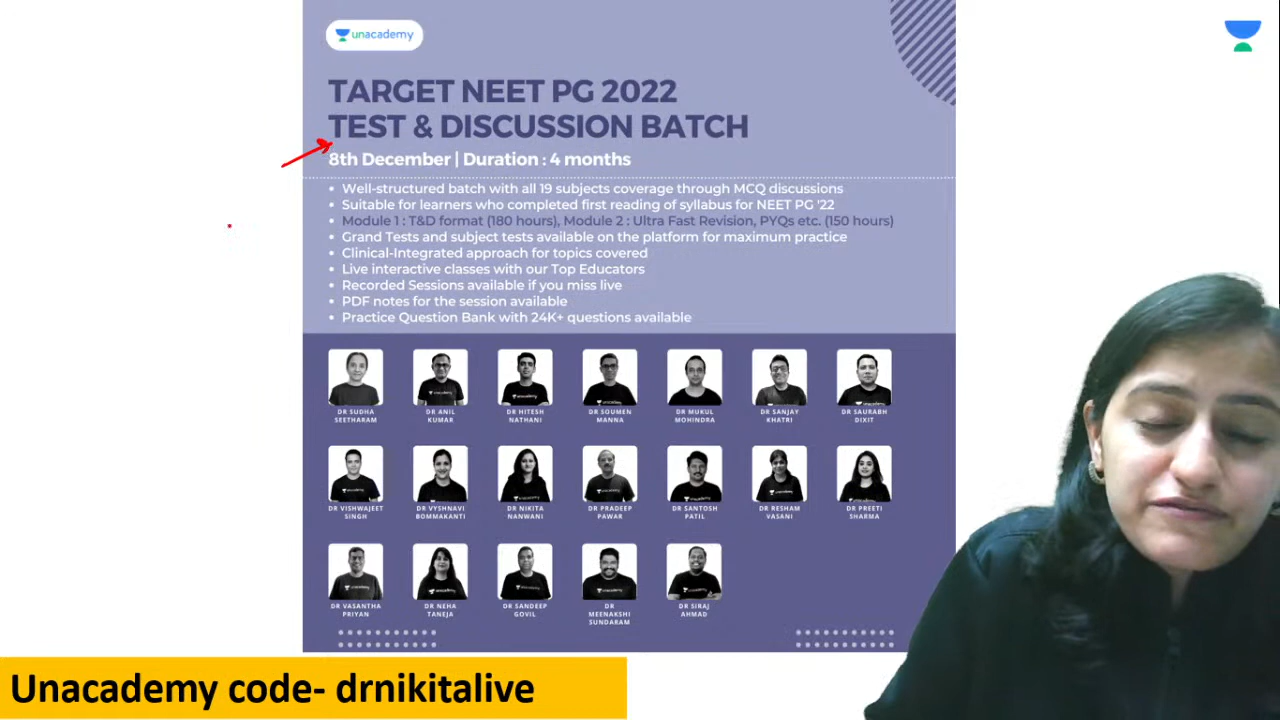 unacademy
TARGET NEET PG 2022
TEST & DISCUSSION BATCH
8th December | Duration : 4 months
• Well-structured batch with all 19 subjects coverage through MCQ discussions
• Suitable for learners who completed first reading of syllabus for NEET PG '22
• Module 1 : T&D format (180 hours), Module 2 : Ultra Fast Revision, PYQs etc. (150 hours)
• Grand Tests and subject tests available on the platform for maximum practice
• Clinical-Integrated approach for topics covered
• Live interactive classes with our Top Educators
• Recorded Sessions available if you miss live
• PDF notes for the session available
• Practice Question Bank with 24K+ questions available
DR SUDHA
SEETHARAM
DR ANIL
KUMAR
DR HITESH
NATHANI
DR SOUMEN
MANNA
DR MUKUL
MOHINDRA
DR SANJAY
KHATRI
DR SAURABH
DIXIT
DR VISHWAJEET
SINGH
DR VYSHNAVI
BOMMAKANTI
DR NIKITA
NANWANI
DR PRADEEP
PAWAR
DR SANTOSH
PATIL
DR RESHAM
VASANI
DR PREETI
SHARMA
DR VASANTHA
PRIYAN
DR NEHA
TANEJA
DR SANDEEP
GOVIL
DR
MEENAKSHI
SUNDARAM
DR SIRAJ
AHMAD
Unacademy code- drnikitalive